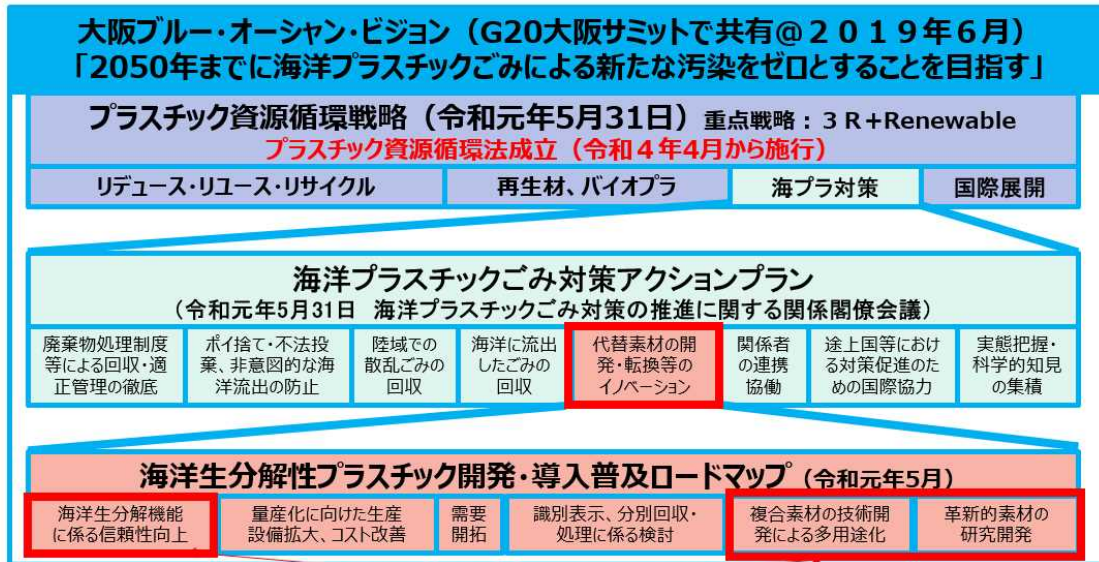 大阪ブルー・オーシャン・ビジョン（G20大阪サミットで共有@２０１９年６月）
「2050年までに海洋プラスチックごみによる新たな汚染をゼロとすることを目指す」
プラスチック資源循環戦略（令和元年5月31日）重点戦略：３Ｒ+Renewable
プラスチック資源循環法成立（令和４年4月から施行）
リデュース・リユース・リサイクル
再生材、バイオプラ
海プラ対策
国際展開
海洋プラスチックごみ対策アクションプラン
（令和元年5月31日　海洋プラスチックごみ対策の推進に関する関係閣僚会議）
廃棄物処理制度
等による回収・適
正管理の徹底
ポイ捨て・不法投
棄、非意図的な海
洋流出の防止
陸域での
散乱ごみの
回収
海洋に流出
したごみの
回収
代替素材の開
発・転換等の
イノベーション
関係者
の連携
協働
途上国等におけ
る対策促進のた
めの国際協力
実態把握・
科学的知見
の集積
海洋生分解性プラスチック開発・導入普及ロードマップ（令和元年5月）
海洋生分解機能
に係る信頼性向上
量産化に向けた生産
設備拡大、コスト改善
需要
開拓
識別表示、分別回収・
処理に係る検討
複合素材の技術開
発による多用途化
革新的素材の
研究開発